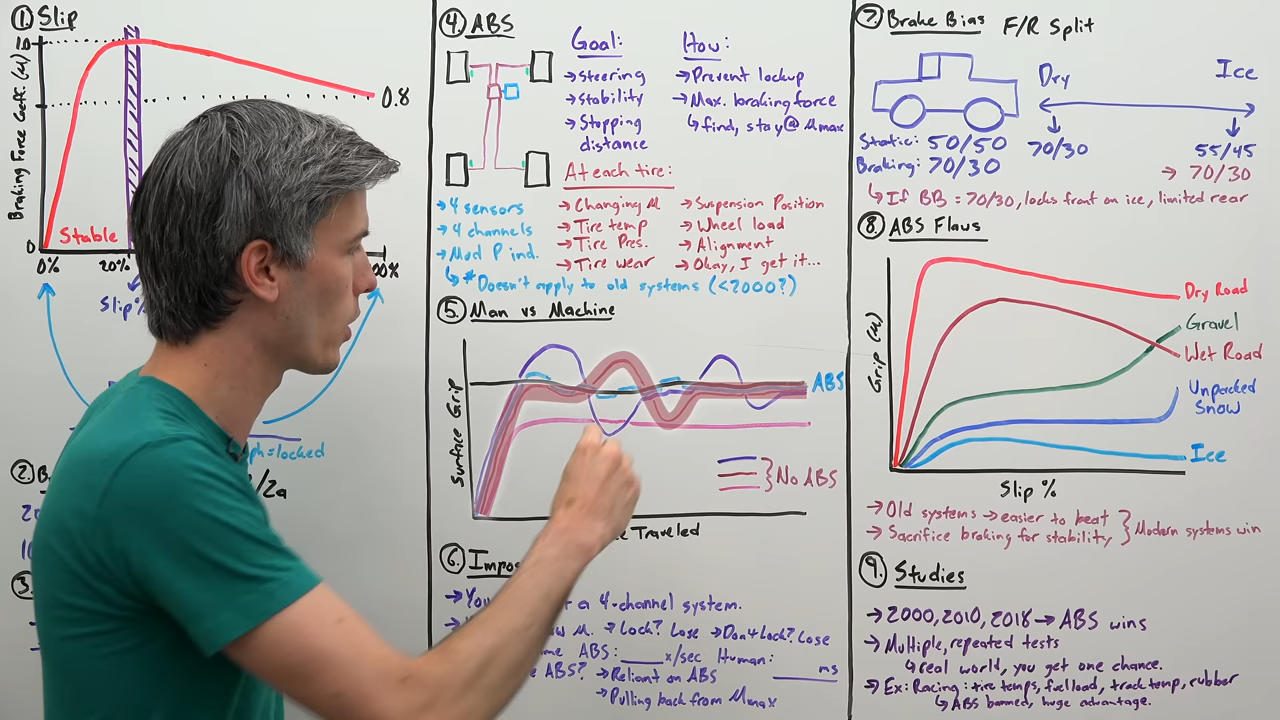 ① Slip
1.0
Braking Force Coeff. (μ)
0.8
Stable
0
0%
20%
00%
Slip%
ph=locked
/2a
② B
20
10
③
④ ABS
Goal:
→ Steering
→ Stability
→ Stopping
distance
How:
→ Prevent lockup
→ Max. braking force
↳ find, stay @ μmax
→ 4 sensors
→ 4 channels
→ Mod P ind.
↳ * Doesn't apply to old systems (<2000?)
At each tire:
→ Changing μ
→ Tire temp
→ Tire Pres.
→ Tire wear
→ Suspension Position
→ Wheel load
→ Alignment
→ Okay, I get it...
⑤ Man vs Machine
Surface Grip
ABS
} No ABS
e Traveled
⑥ Impos
→ You r a 4-channel system.
w μ. → Lock? Lose → Don't Lock? Lose
me ABS: ___ x/sec Human: ___ ms
e ABS? → Reliant on ABS
→ Pulling back from μmax
⑦ Brake Bias F/R Split
Dry
Ice
Static: 50/50
Braking: 70/30
70/30
55/45
→ 70/30
↳ If BB = 70/30, locks front on ice, limited rear
⑧ ABS Flaws
Grip (μ)
Dry Road
Gravel
Wet Road
Unpacked
Snow
Ice
Slip %
→ Old systems → easier to beat
→ Sacrifice braking for stability
} Modern systems win
⑨ Studies
→ 2000, 2010, 2018 → ABS wins
→ Multiple, repeated tests
↳ real world, you get one chance.
→ Ex: Racing: tire temps, fuel load, track temp, rubber
↳ ABS banned, huge advantage.